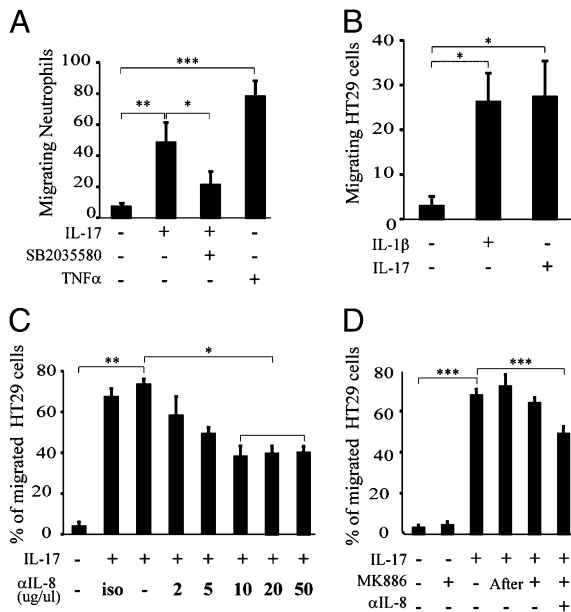 A
Migrating Neutrophils
100
80
60
40
20
0
***
**
*
IL-17 - + + -
SB2035580 - - + -
TNFα - - - +
B
Migrating HT29 cells
40
30
20
10
0
*
*
IL-1β - + -
IL-17 - - +
C
% of migrated HT29 cells
80
60
40
20
0
**
*
IL-17 - + + + + + + +
αIL-8 - iso - 2 5 10 20 50
(ug/ul)
D
% of migrated HT29 cells
80
60
40
20
0
***
***
IL-17 - - + + + +
MK886 - + - After + +
αIL-8 - - - - - +